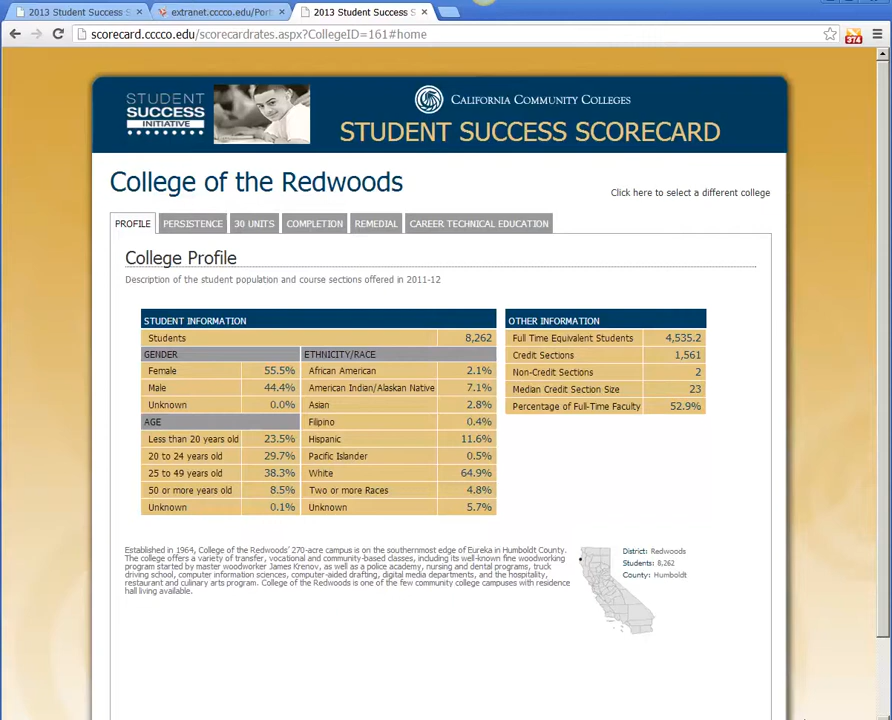 2013 Student Success S
extranet.cccco.edu/Port
2013 Student Success S
scorecard.cccco.edu/scorecardrates.aspx?CollegeID=161#home
STUDENT
SUCCESS
INITIATIVE
CALIFORNIA COMMUNITY COLLEGES
STUDENT SUCCESS SCORECARD
College of the Redwoods
Click here to select a different college
PROFILE PERSISTENCE 30 UNITS COMPLETION REMEDIAL CAREER TECHNICAL EDUCATION
College Profile
Description of the student population and course sections offered in 2011-12
STUDENT INFORMATION
Students 8,262
GENDER
Female 55.5%
Male 44.4%
Unknown 0.0%
AGE
Less than 20 years old 23.5%
20 to 24 years old 29.7%
25 to 49 years old 38.3%
50 or more years old 8.5%
Unknown 0.1%
ETHNICITY/RACE
African American 2.1%
American Indian/Alaskan Native 7.1%
Asian 2.8%
Filipino 0.4%
Hispanic 11.6%
Pacific Islander 0.5%
White 64.9%
Two or more Races 4.8%
Unknown 5.7%
OTHER INFORMATION
Full Time Equivalent Students 4,535.2
Credit Sections 1,561
Non-Credit Sections 2
Median Credit Section Size 23
Percentage of Full-Time Faculty 52.9%
Established in 1964, College of the Redwoods' 270-acre campus is on the southernmost edge of Eureka in Humboldt County.
The college offers a variety of transfer, vocational and community-based classes, including its well-known fine woodworking
program started by master woodworker James Krenov, as well as a police academy, nursing and dental programs, truck
driving school, computer information sciences, computer-aided drafting, digital media departments, and the hospitality,
restaurant and culinary arts program. College of the Redwoods is one of the few community college campuses with residence
hall living available.
District: Redwoods
Students: 8,262
County: Humboldt